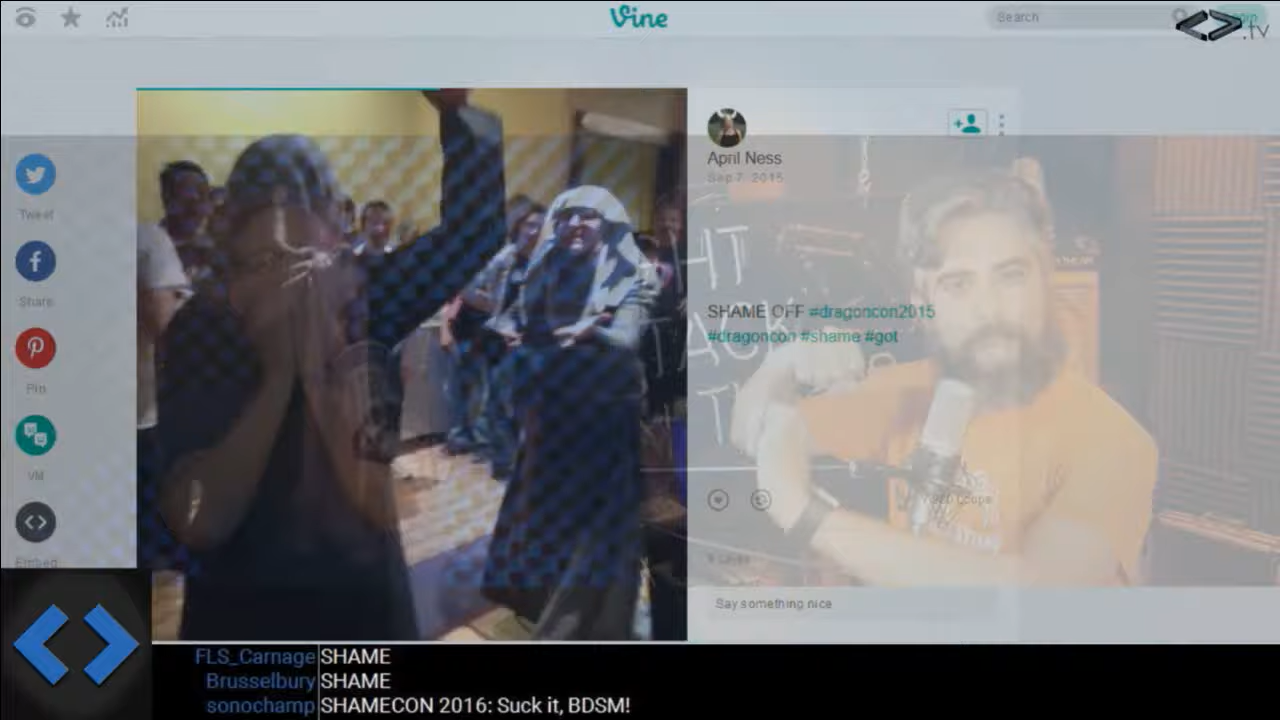 Vine
Search
.tv
April Ness
Sep 7, 2015
Tweet
Share
SHAME OFF #dragoncon2015
#dragoncon #shame #got
Pin
VM
Embed
Say something nice
FLS_Carnage SHAME
Brusselbury SHAME
sonochamp SHAMECON 2016: Suck it, BDSM!